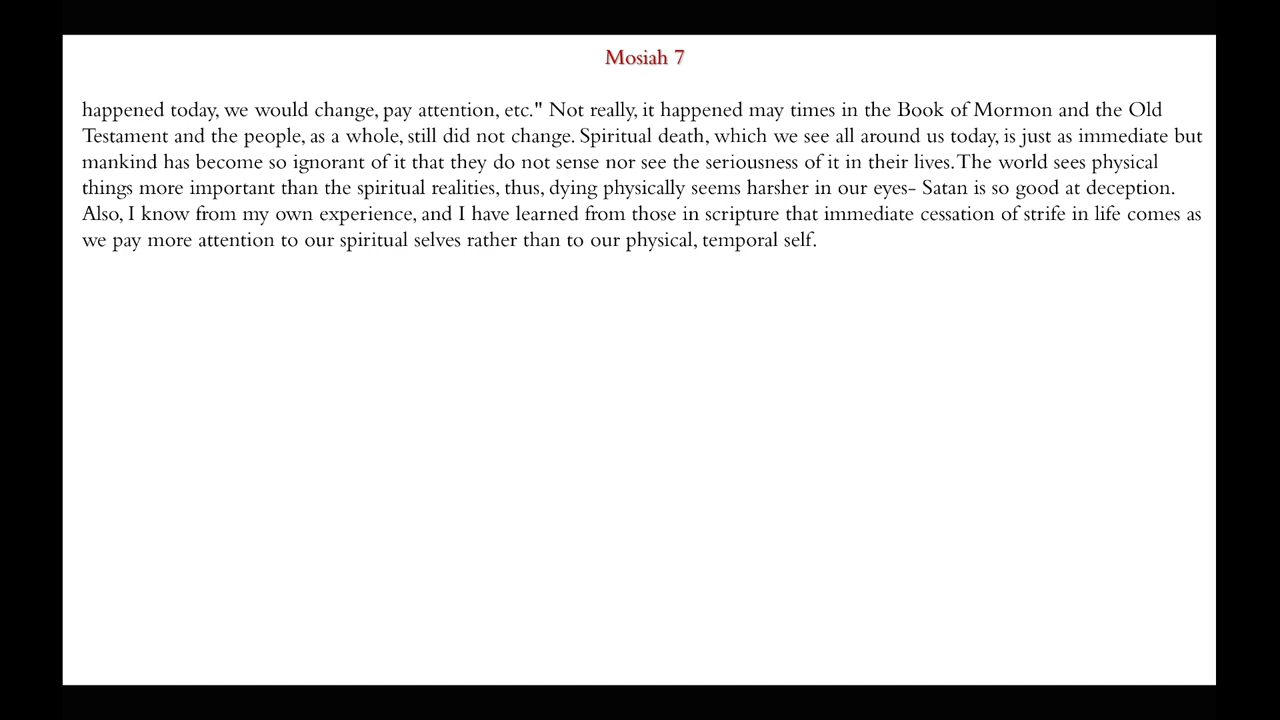 Mosiah 7
happened today, we would change, pay attention, etc." Not really, it happened may times in the Book of Mormon and the Old
Testament and the people, as a whole, still did not change. Spiritual death, which we see all around us today, is just as immediate but
mankind has become so ignorant of it that they do not sense nor see the seriousness of it in their lives. The world sees physical
things more important than the spiritual realities, thus, dying physically seems harsher in our eyes- Satan is so good at deception.
Also, I know from my own experience, and I have learned from those in scripture that immediate cessation of strife in life comes as
we pay more attention to our spiritual selves rather than to our physical, temporal self.